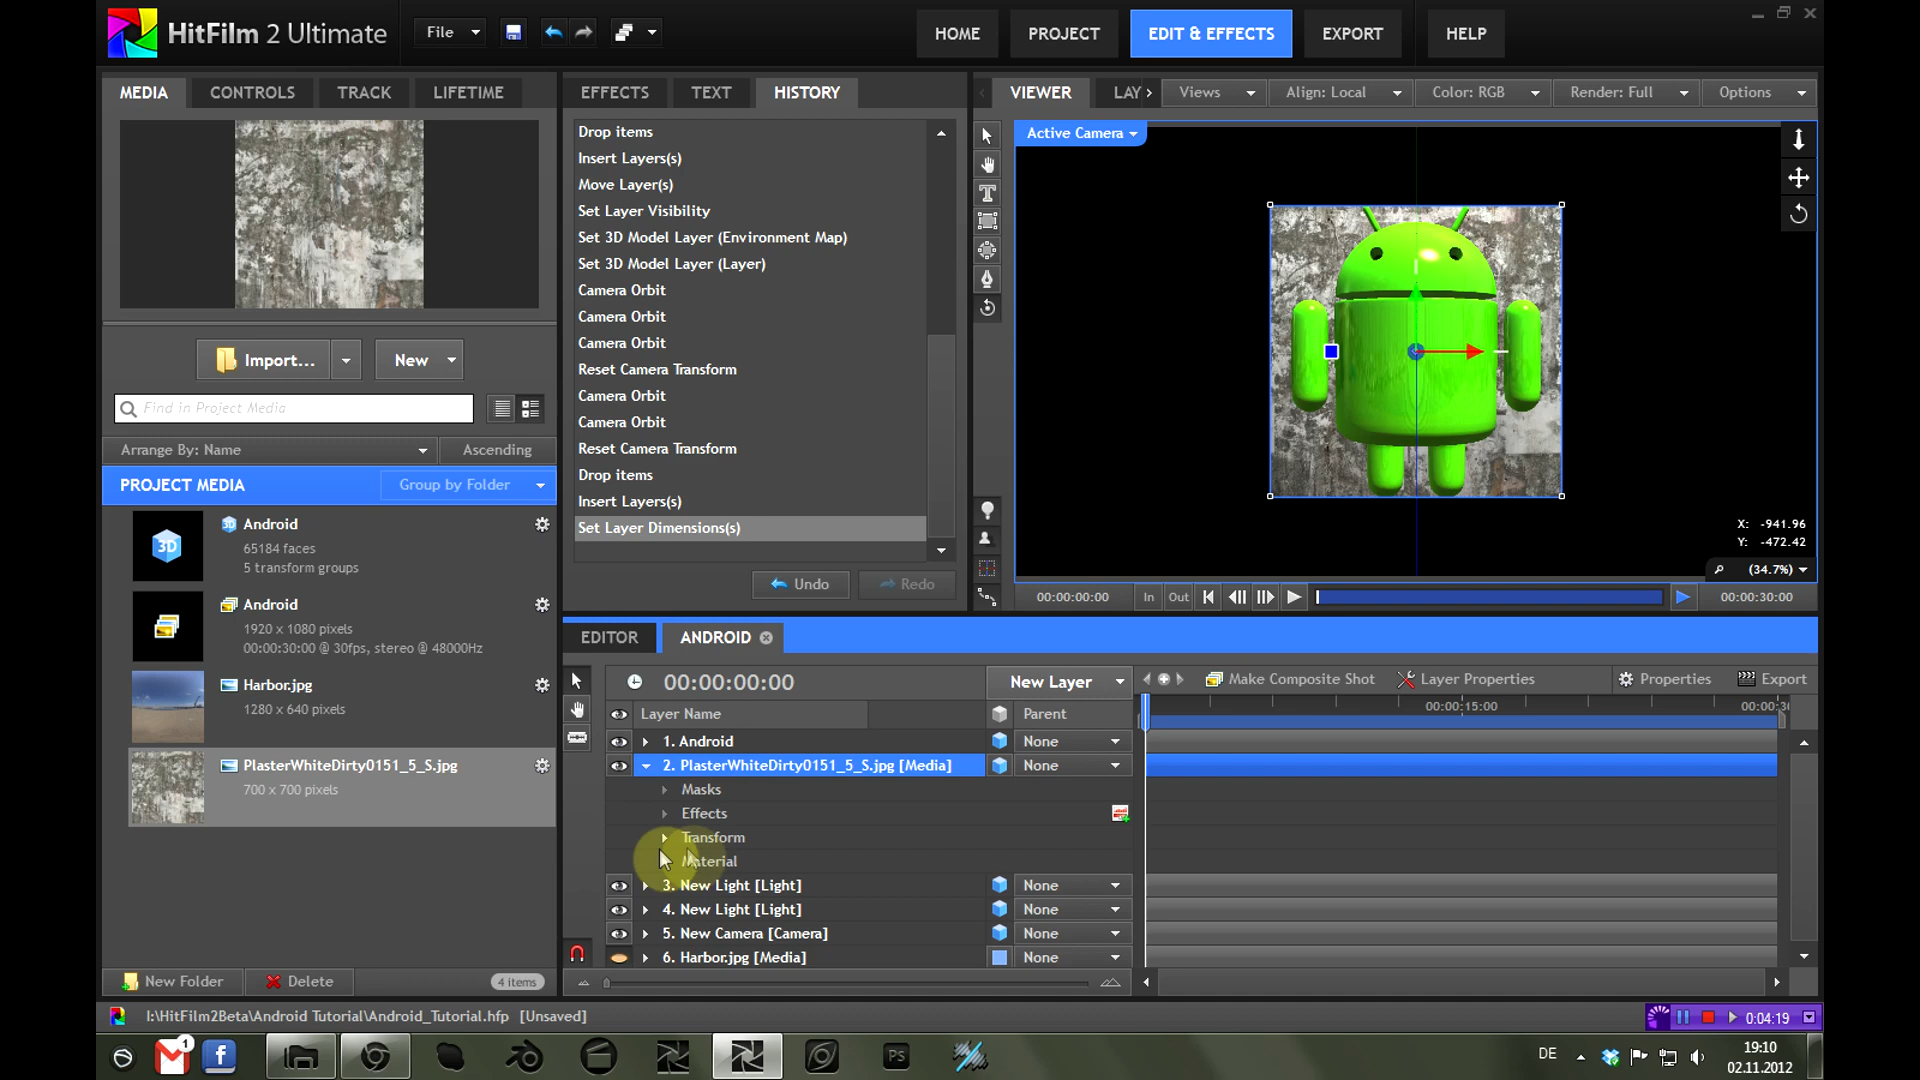 HitFilm 2 Ultimate
File
HOME
PROJECT
EDIT & EFFECTS
EXPORT
HELP
MEDIA
CONTROLS
TRACK
LIFETIME
Import...
New
Find in Project Media
Arrange By: Name
Ascending
PROJECT MEDIA
Group by Folder
3D
3D
Android
65184 faces
5 transform groups
Android
1920 x 1080 pixels
00:00:30:00 @ 30fps, stereo @ 48000Hz
Harbor.jpg
1280 x 640 pixels
PlasterWhiteDirty0151_5_S.jpg
700 x 700 pixels
New Folder
Delete
4 items
EFFECTS
TEXT
HISTORY
Drop items
Insert Layers(s)
Move Layer(s)
Set Layer Visibility
Set 3D Model Layer (Environment Map)
Set 3D Model Layer (Layer)
Camera Orbit
Camera Orbit
Camera Orbit
Reset Camera Transform
Camera Orbit
Camera Orbit
Reset Camera Transform
Drop items
Insert Layers(s)
Set Layer Dimensions(s)
Undo
Redo
VIEWER
LAY
Views
Align: Local
Color: RGB
Render: Full
Options
Active Camera
X: -941.96
Y: -472.42
(34.7%)
00:00:00:00
In
Out
00:00:30:00
EDITOR
ANDROID
00:00:00:00
New Layer
Make Composite Shot
Layer Properties
Properties
Export
Layer Name
Parent
00:00:15:00
00:00:3
1. Android
None
2. PlasterWhiteDirty0151_5_S.jpg [Media]
None
Masks
Effects
Transform
Material
3. New Light [Light]
None
4. New Light [Light]
None
5. New Camera [Camera]
None
6. Harbor.jpg [Media]
None
I:\HitFilm2Beta\Android Tutorial\Android_Tutorial.hfp [Unsaved]
0:04:19
1
Ps
DE
19:10
02.11.2012